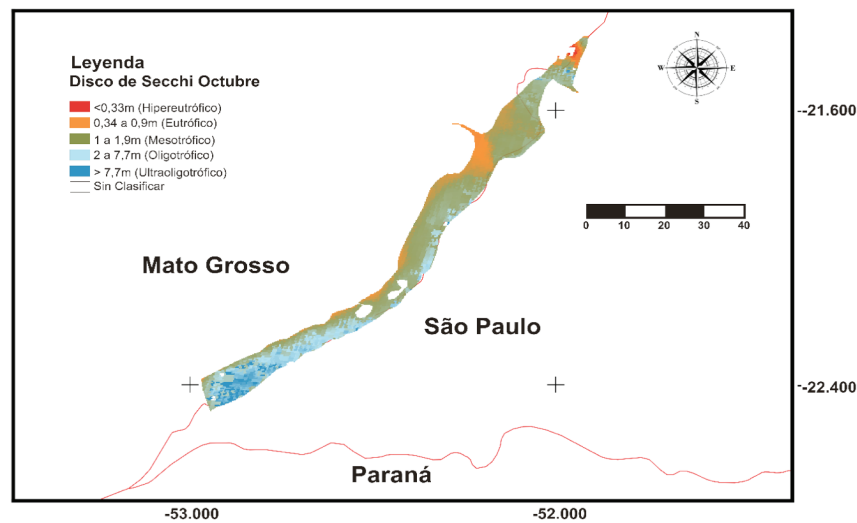 Leyenda
Disco de Secchi Octubre
<0,33m (Hipereutrófico)
0,34 a 0,9m (Eutrófico)
1 a 1,9m (Mesotrófico)
2 a 7.7m (Oligotrófico)
> 7,7m (Ultraoligotrófico)
Sin Clasificar
N
W E
S
--21.600
0 10 20 30 40
Mato Grosso
São Paulo
--22.400
Paraná
-53.000 -52.000